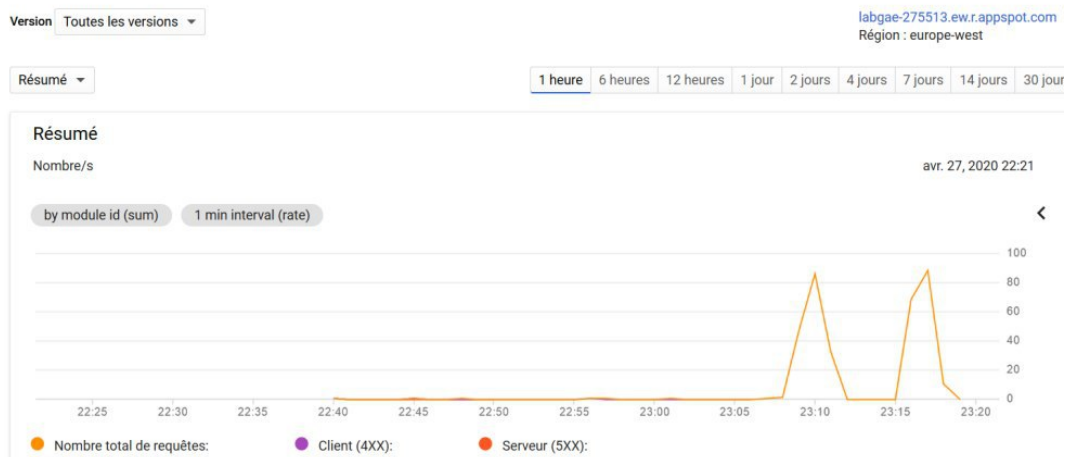 Version Toutes les versions
labgae-275513.ew.r.appspot.com
Région : europe-west
Résumé
1 heure 6 heures 12 heures 1 jour 2 jours 4 jours 7 jours 14 jours 30 jour
Résumé
Nombre/s
avr. 27, 2020 22:21
by module id (sum) 1 min interval (rate)
100
80
60
40
20
0
22:25 22:30 22:35 22:40 22:45 22:50 22:55 23:00 23:05 23:10 23:15 23:20
Nombre total de requêtes: Client (4XX): Serveur (5XX):